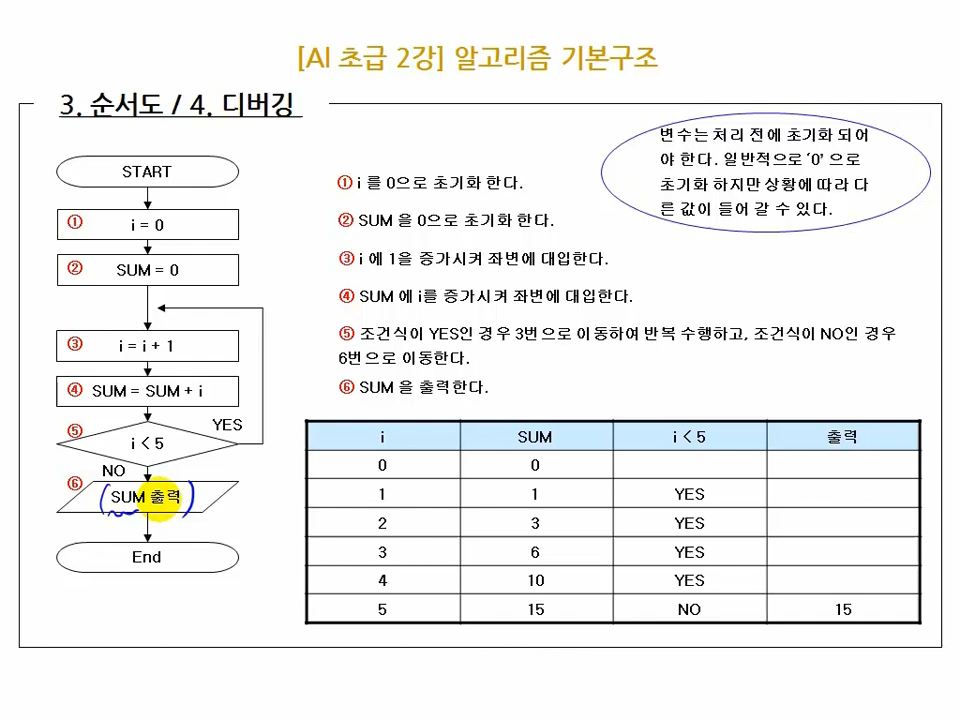 [AI 초급 2강] 알고리즘 기본구조
3. 순서도 / 4. 디버깅
START
① i = 0
② SUM = 0
③ i = i + 1
④ SUM = SUM + i
⑤ i < 5
YES
NO
⑥ SUM 출력
End
변수는 처리 전에 초기화 되어
야 한다. 일반적으로 '0' 으로
초기화 하지만 상황에 따라 다
른 값이 들어 갈 수 있다.
① i 를 0으로 초기화 한다.
② SUM 을 0으로 초기화 한다.
③ i 에 1을 증가시켜 좌변에 대입한다.
④ SUM 에 i를 증가시켜 좌변에 대입한다.
⑤ 조건식이 YES인 경우 3번으로 이동하여 반복 수행하고, 조건식이 NO인 경우
6번으로 이동한다.
⑥ SUM 을 출력한다.
i SUM i < 5 출력
0 0
1 1 YES
2 3 YES
3 6 YES
4 10 YES
5 15 NO 15